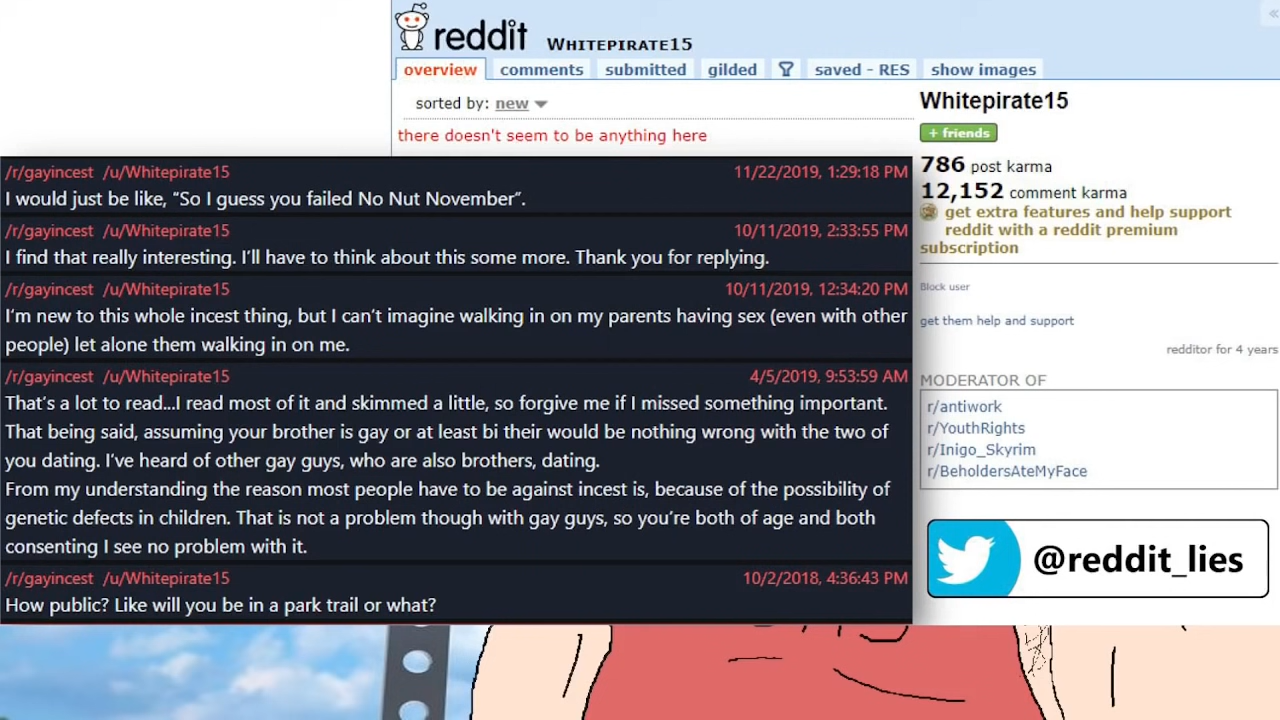 reddit WHITEPIRATE15
overview comments submitted gilded saved - RES show images
sorted by: new
there doesn't seem to be anything here
/r/gayincest /u/Whitepirate15 11/22/2019, 1:29:18 PM
I would just be like, “So I guess you failed No Nut November”.
/r/gayincest /u/Whitepirate15 10/11/2019, 2:33:55 PM
I find that really interesting. I’ll have to think about this some more. Thank you for replying.
/r/gayincest /u/Whitepirate15 10/11/2019, 12:34:20 PM
I’m new to this whole incest thing, but I can’t imagine walking in on my parents having sex (even with other
people) let alone them walking in on me.
/r/gayincest /u/Whitepirate15 4/5/2019, 9:53:59 AM
That’s a lot to read...I read most of it and skimmed a little, so forgive me if I missed something important.
That being said, assuming your brother is gay or at least bi their would be nothing wrong with the two of
you dating. I’ve heard of other gay guys, who are also brothers, dating.
From my understanding the reason most people have to be against incest is, because of the possibility of
genetic defects in children. That is not a problem though with gay guys, so you’re both of age and both
consenting I see no problem with it.
/r/gayincest /u/Whitepirate15 10/2/2018, 4:36:43 PM
How public? Like will you be in a park trail or what?
Whitepirate15
+ friends
786 post karma
12,152 comment karma
get extra features and help support
reddit with a reddit premium
subscription
Block user
get them help and support
redditor for 4 years
MODERATOR OF
r/antiwork
r/YouthRights
r/Inigo_Skyrim
r/BeholdersAteMyFace
@reddit_lies